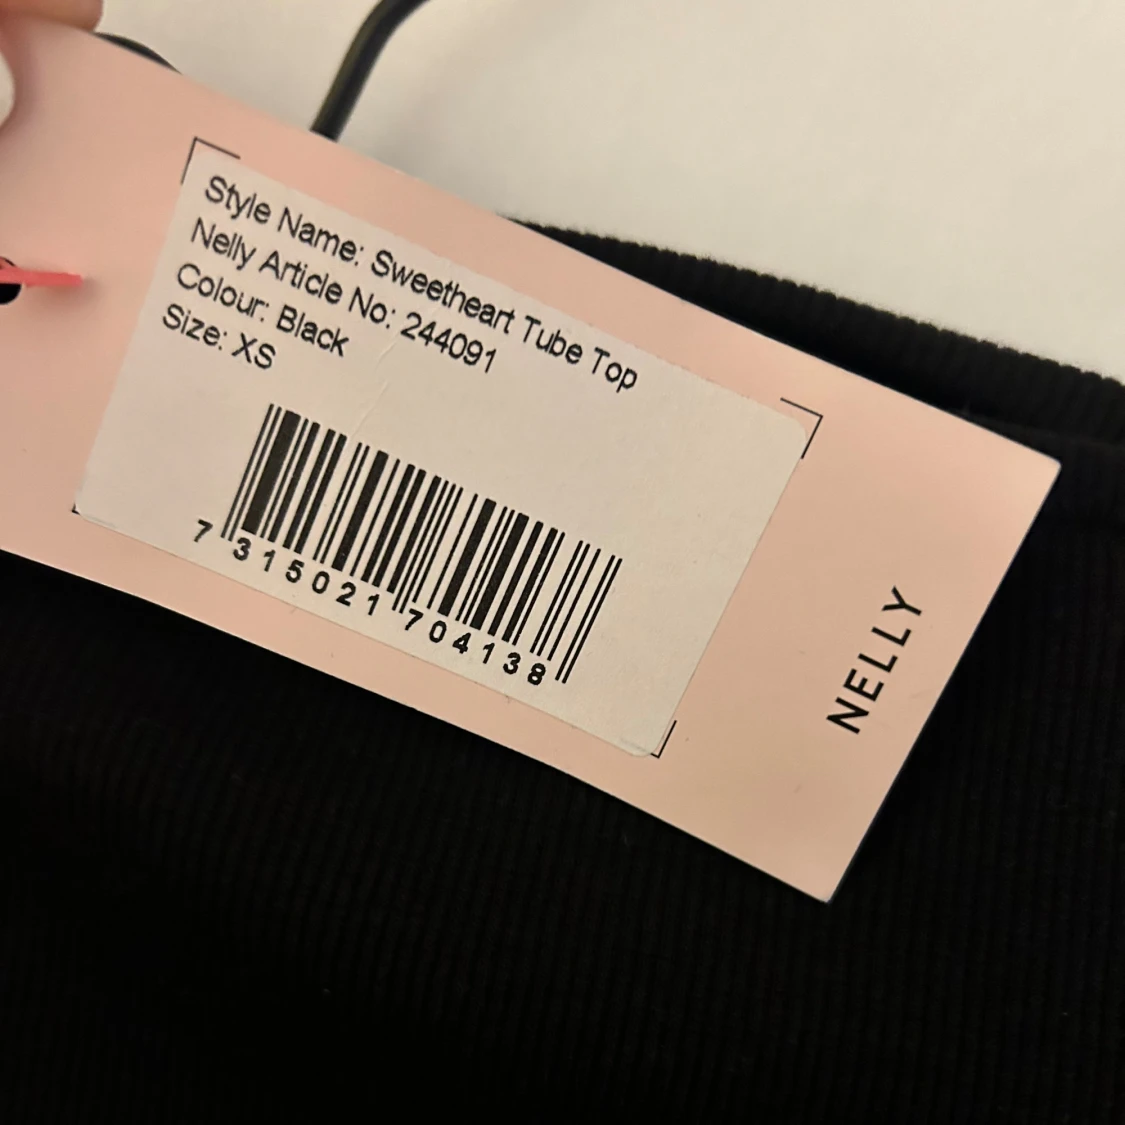 Style Name: Sweetheart Tube Top
Nelly Article No: 244091
Colour: Black
Size: XS
7 315021 704138
NELLY